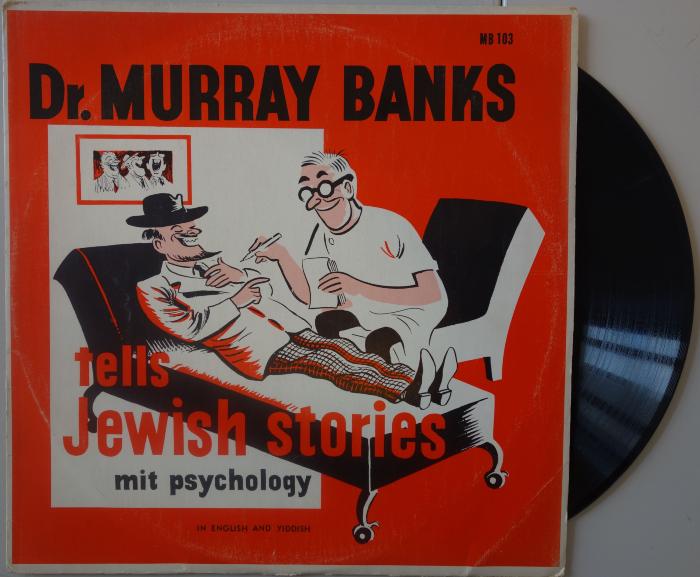 MB 103
Dr. MURRAY BANKS
tells
Jewish stories
mit psychology
IN ENGLISH AND YIDDISH